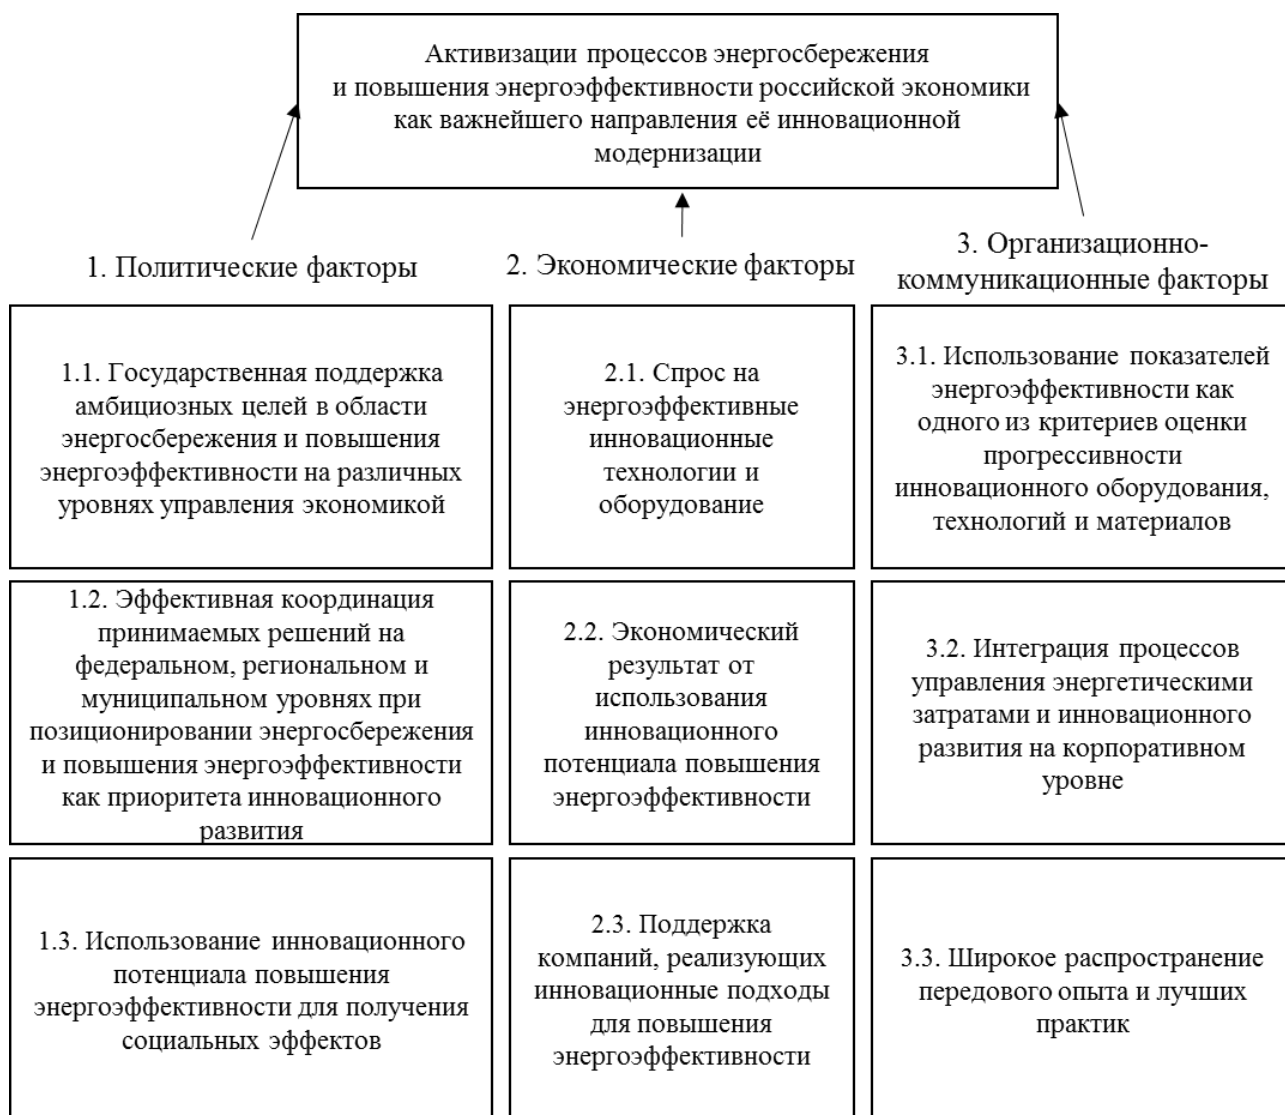 Активизации процессов энергосбережения
и повышения энергоэффективности российской экономики
как важнейшего направления её инновационной
модернизации
1. Политические факторы
2. Экономические факторы
3. Организационно-
коммуникационные факторы
1.1. Государственная поддержка
амбициозных целей в области
энергосбережения и повышения
энергоэффективности на различных
уровнях управления экономикой
2.1. Спрос на
энергоэффективные
инновационные
технологии и
оборудование
3.1. Использование показателей
энергоэффективности как
одного из критериев оценки
прогрессивности
инновационного оборудования,
технологий и материалов
1.2. Эффективная координация
принимаемых решений на
федеральном, региональном и
муниципальном уровнях при
позиционировании энергосбережения
и повышения энергоэффективности
как приоритета инновационного
развития
2.2. Экономический
результат от
использования
инновационного
потенциала повышения
энергоэффективности
3.2. Интеграция процессов
управления энергетическими
затратами и инновационного
развития на корпоративном
уровне
1.3. Использование инновационного
потенциала повышения
энергоэффективности для получения
социальных эффектов
2.3. Поддержка
компаний, реализующих
инновационные подходы
для повышения
энергоэффективности
3.3. Широкое распространение
передового опыта и лучших
практик